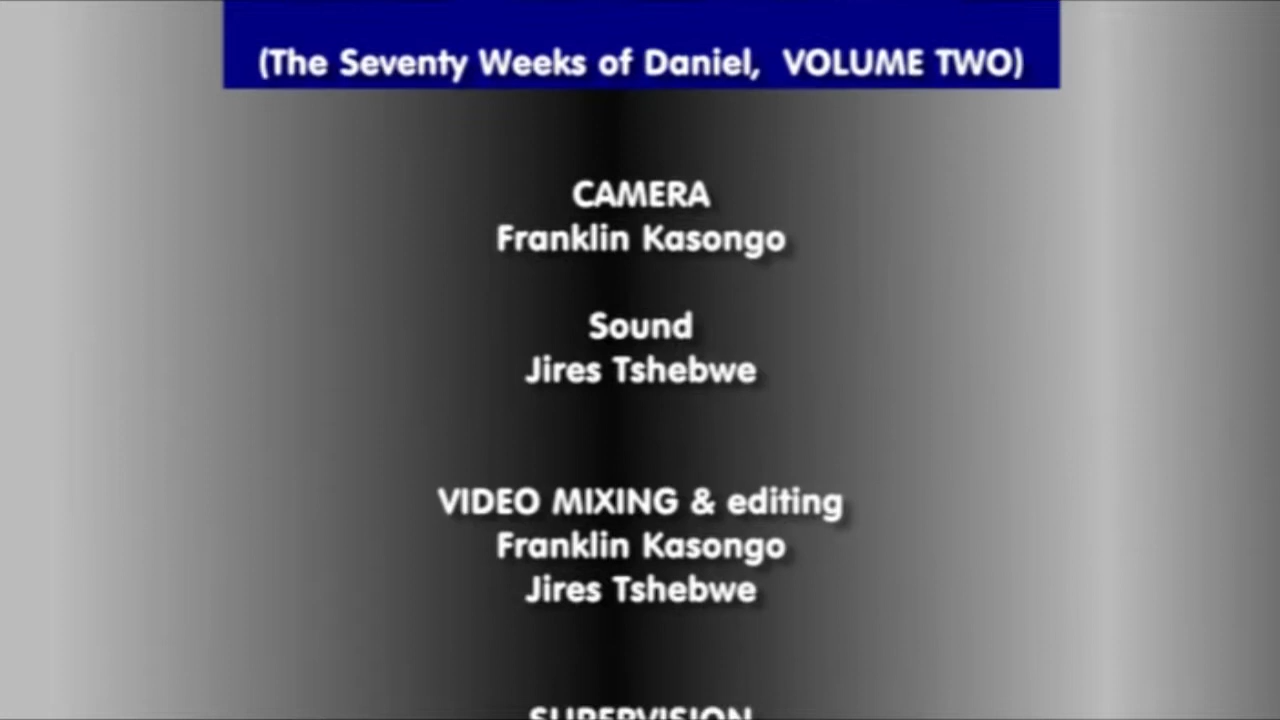 (The Seventy Weeks of Daniel, VOLUME TWO)
CAMERA
Franklin Kasongo
Sound
Jires Tshebwe
VIDEO MIXING & editing
Franklin Kasongo
Jires Tshebwe
SUPERVISION